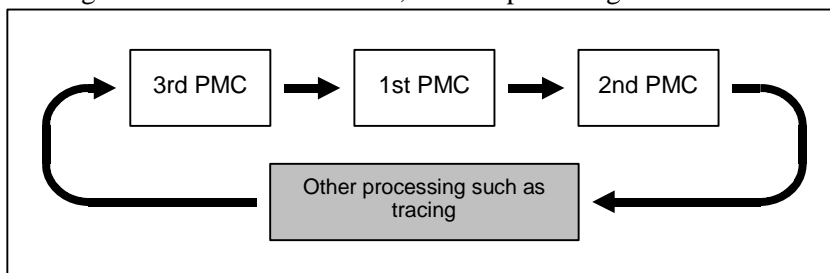 3rd PMC
1st PMC
2nd PMC
Other processing such as
tracing